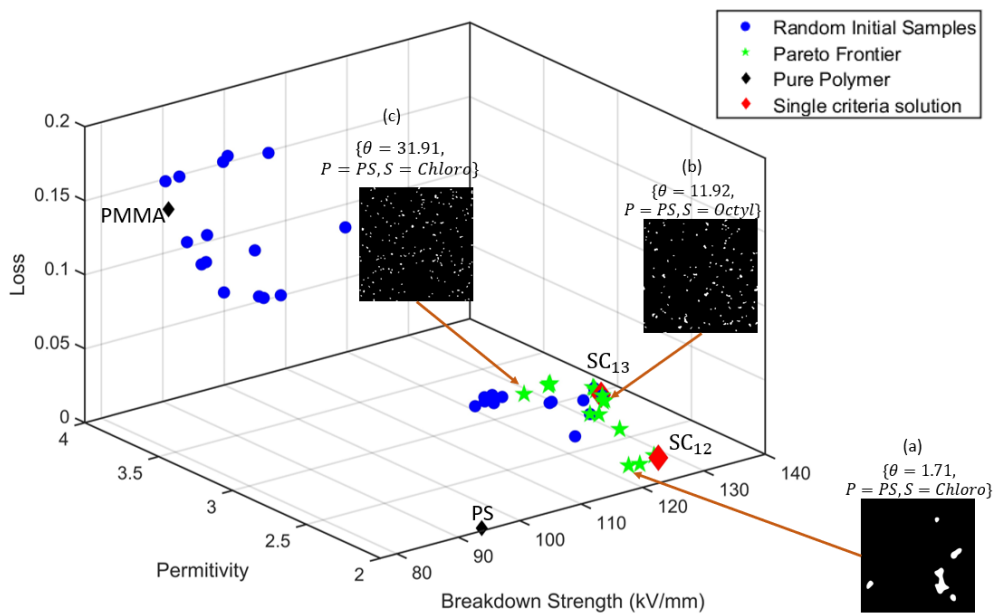 Random Initial Samples
Pareto Frontier
Pure Polymer
Single criteria solution
(c)
{θ = 31.91,
P = PS, S = Chloro}
(b)
{θ = 11.92,
P = PS, S = Octyl}
PMMA
SC₁₃
SC₁₂
(a)
{θ = 1.71,
P = PS, S = Chloro}
PS
0.2
0.15
0.1
0.05
0
Loss
4
3.5
3
2.5
2
Permitivity
80
90
100
110
120
130
140
Breakdown Strength (kV/mm)